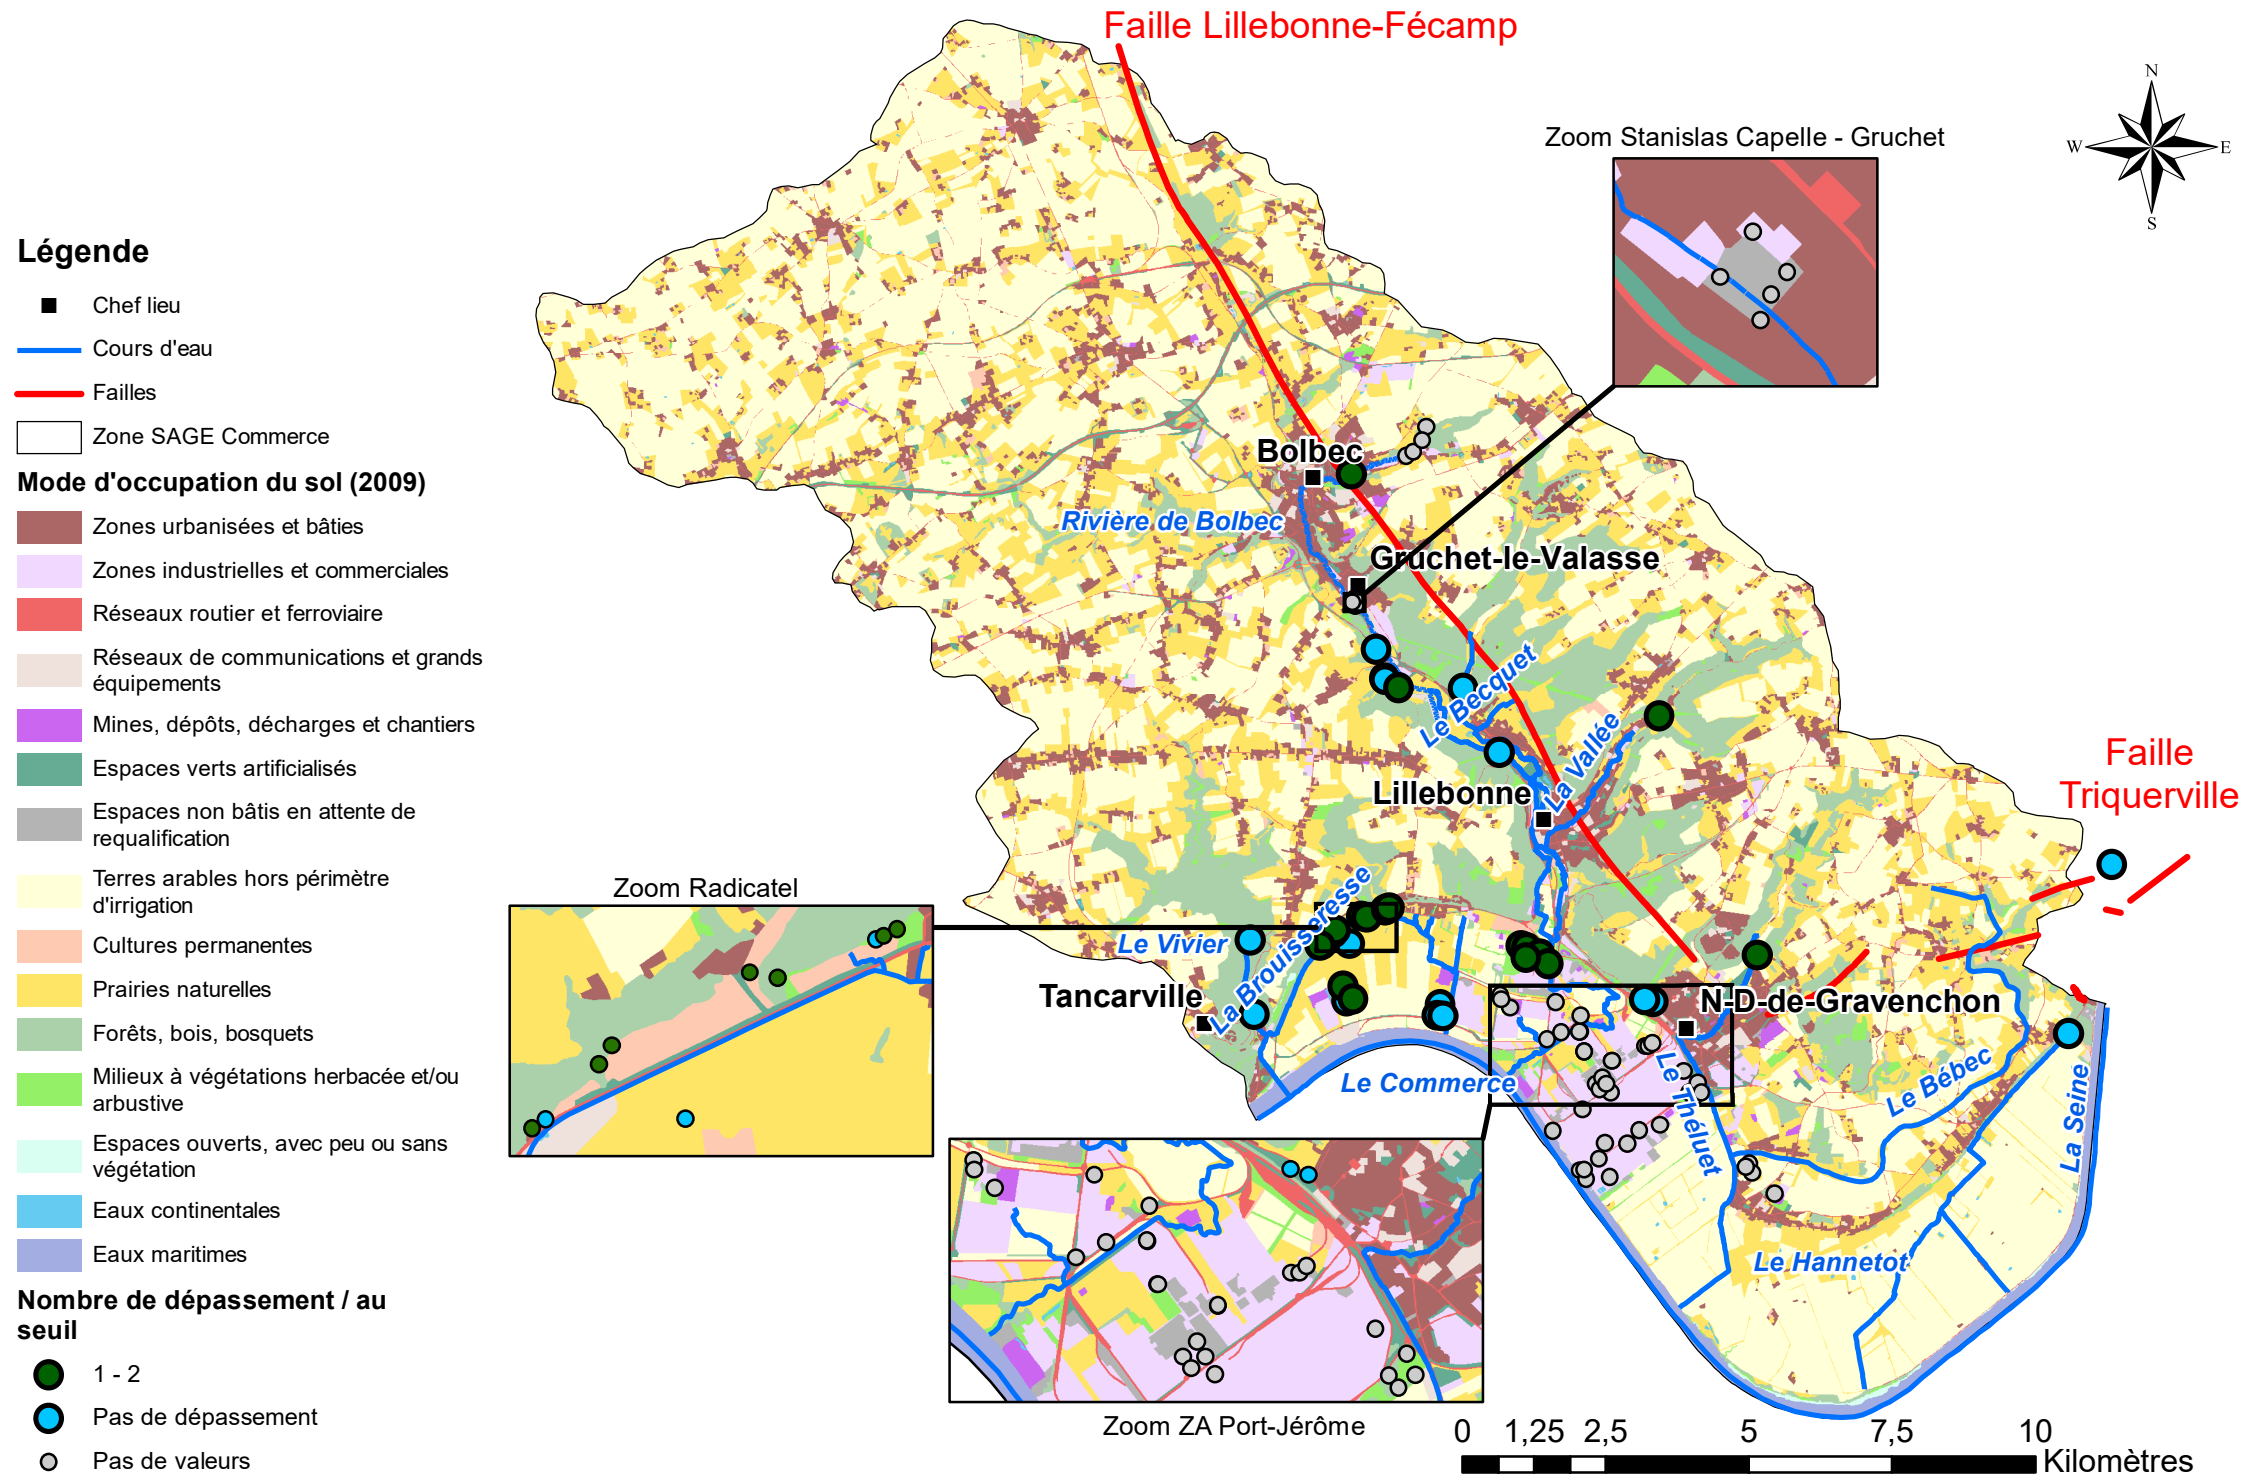 Faille Lillebonne-Fécamp
Zoom Stanislas Capelle - Gruchet
N
W
E
S
Légende
Chef lieu
Cours d'eau
Failles
Zone SAGE Commerce
Mode d'occupation du sol (2009)
Zones urbanisées et bâties
Zones industrielles et commerciales
Réseaux routier et ferroviaire
Réseaux de communications et grands
équipements
Mines, dépôts, décharges et chantiers
Espaces verts artificialisés
Espaces non bâtis en attente de
requalification
Terres arables hors périmètre
d'irrigation
Cultures permanentes
Prairies naturelles
Forêts, bois, bosquets
Milieux à végétations herbacée et/ou
arbustive
Espaces ouverts, avec peu ou sans
végétation
Eaux continentales
Eaux maritimes
Nombre de dépassement / au
seuil
1 - 2
Pas de dépassement
Pas de valeurs
Bolbec
Rivière de Bolbec
Gruchet-le-Valasse
Le Becquet
La Vallée
Lillebonne
Faille
Triquerville
Zoom Radicatel
Le Vivier
La Brouisseresse
Tancarville
N-D-de-Gravenchon
Le Commerce
Le Théluet
Le Bébec
La Seine
Le Hannetot
Zoom ZA Port-Jérôme
0 1,25 2,5 5 7,5 10
Kilomètres